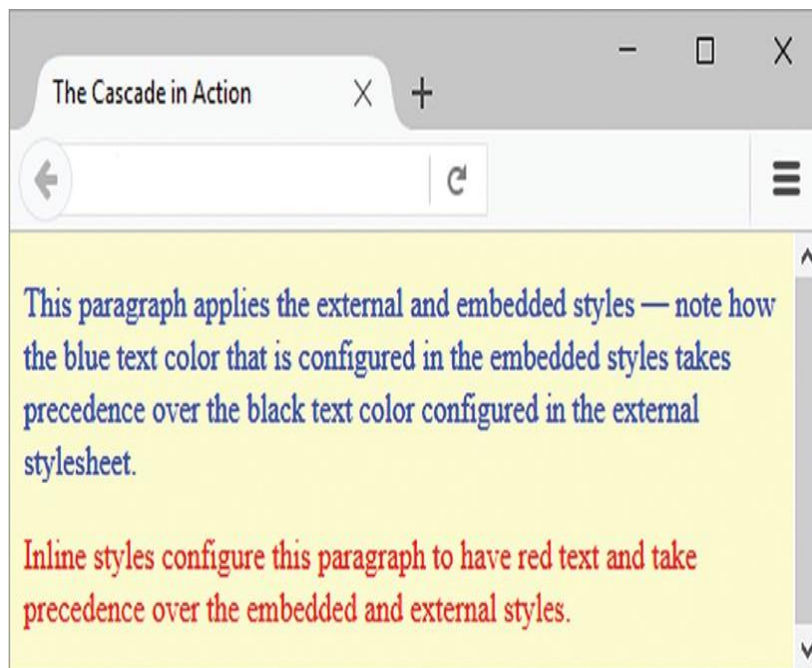 The Cascade in Action
This paragraph applies the external and embedded styles — note how
the blue text color that is configured in the embedded styles takes
precedence over the black text color configured in the external
stylesheet.
Inline styles configure this paragraph to have red text and take
precedence over the embedded and external styles.